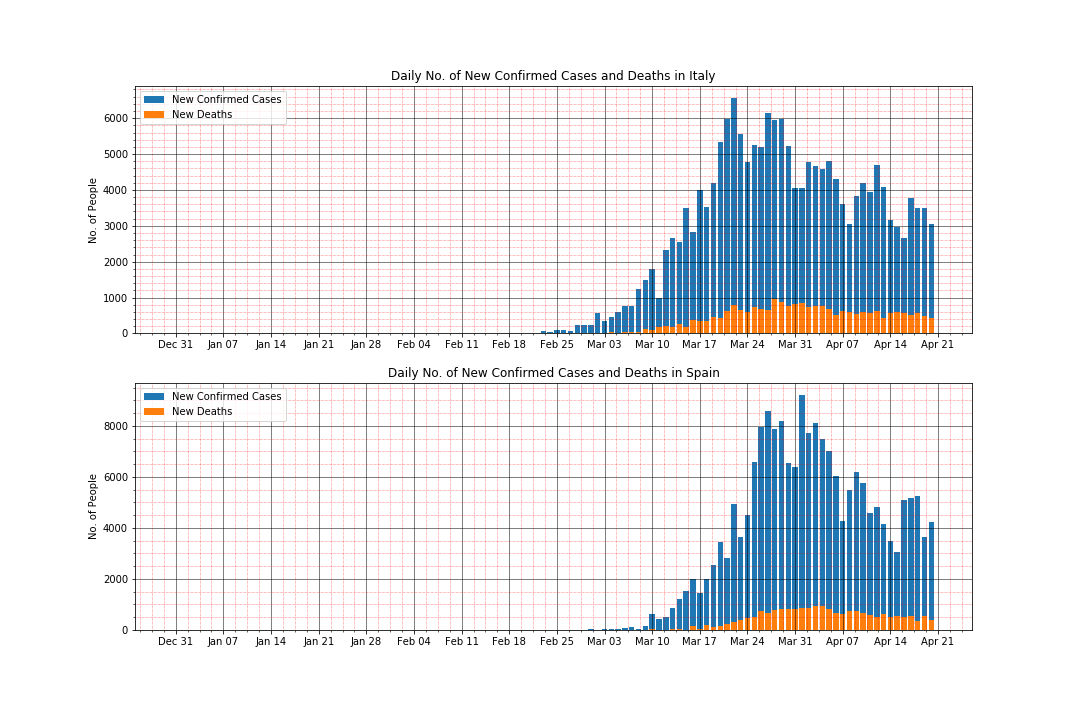 Daily No. of New Confirmed Cases and Deaths in Italy
New Confirmed Cases
New Deaths
No. of People
6000
5000
4000
3000
2000
1000
0
Dec 31 Jan 07 Jan 14 Jan 21 Jan 28 Feb 04 Feb 11 Feb 18 Feb 25 Mar 03 Mar 10 Mar 17 Mar 24 Mar 31 Apr 07 Apr 14 Apr 21
Daily No. of New Confirmed Cases and Deaths in Spain
New Confirmed Cases
New Deaths
No. of People
8000
6000
4000
2000
0
Dec 31 Jan 07 Jan 14 Jan 21 Jan 28 Feb 04 Feb 11 Feb 18 Feb 25 Mar 03 Mar 10 Mar 17 Mar 24 Mar 31 Apr 07 Apr 14 Apr 21